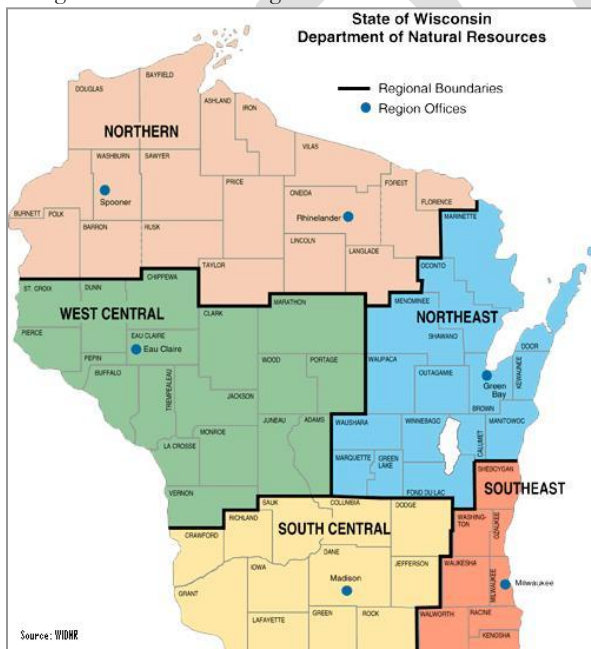 State of Wisconsin
Department of Natural Resources
Regional Boundaries
Region Offices
BAYFIELD
DOUGLAS
ASHLAND
IRON
NORTHERN
VILAS
WASHBURN
SAWYER
PRICE
FOREST
ONEIDA
FLORENCE
Spooner
Rhinelander
MARINETTE
BURNETT
POLK
BARRON
RUSK
LINCOLN
LANGLADE
TAYLOR
OCONTO
ST. CROIX
DUNN
CHIPPEWA
MARATHON
MENOMINEE
WEST CENTRAL
CLARK
NORTHEAST
PIERCE
EAU CLAIRE
Eau Claire
SHAWANO
DOOR
PEPIN
WOOD
PORTAGE
WAUPACA
BUFFALO
TREMPEALEAU
OUTAGAMIE
Green
Bay
KEWAUNEE
JACKSON
BROWN
MONROE
JUNEAU
ADAMS
WAUSHARA
WINNEBAGO
MANITOWOC
CALUMET
LA CROSSE
MARQUETTE
GREEN
LAKE
SHEBOYGAN
VERNON
FOND DU LAC
SOUTHEAST
SAUK
COLUMBIA
DODGE
RICHLAND
WASHING-
TON
OZAUKEE
CRAWFORD
SOUTH CENTRAL
DANE
IOWA
JEFFERSON
WAUKESHA
MILWAUKEE
Milwaukee
Madison
GRANT
LAFAYETTE
GREEN
ROCK
WALWORTH
RACINE
KENOSHA
Source: WIDNR